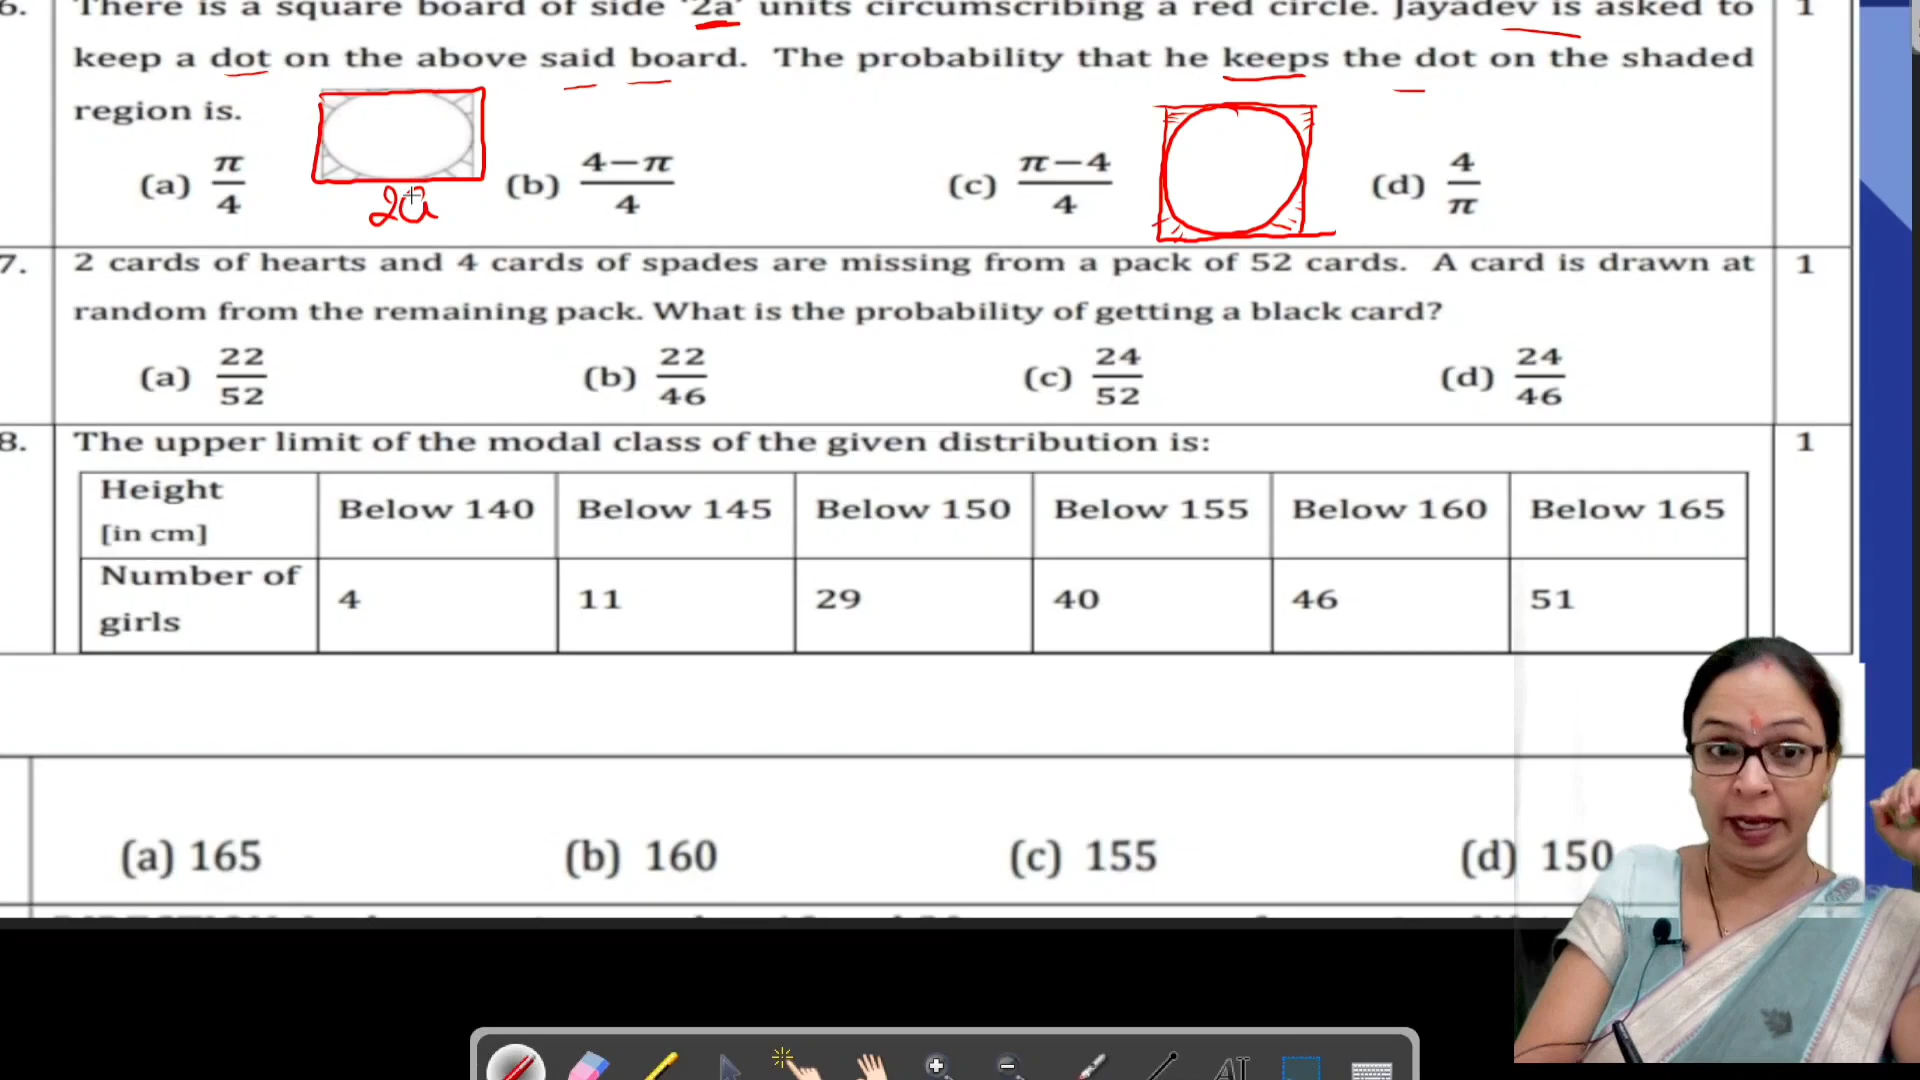 6. There is a square board of side '2a' units circumscribing a red circle. Jayadev is asked to 1
keep a dot on the above said board. The probability that he keeps the dot on the shaded
region is.
(a) π/4 (b) 4−π/4 (c) π−4/4 (d) 4/π
2a
7. 2 cards of hearts and 4 cards of spades are missing from a pack of 52 cards. A card is drawn at 1
random from the remaining pack. What is the probability of getting a black card?
(a) 22/52 (b) 22/46 (c) 24/52 (d) 24/46
8. The upper limit of the modal class of the given distribution is: 1
Height [in cm] Below 140 Below 145 Below 150 Below 155 Below 160 Below 165
Number of girls 4 11 29 40 46 51
(a) 165 (b) 160 (c) 155 (d) 150